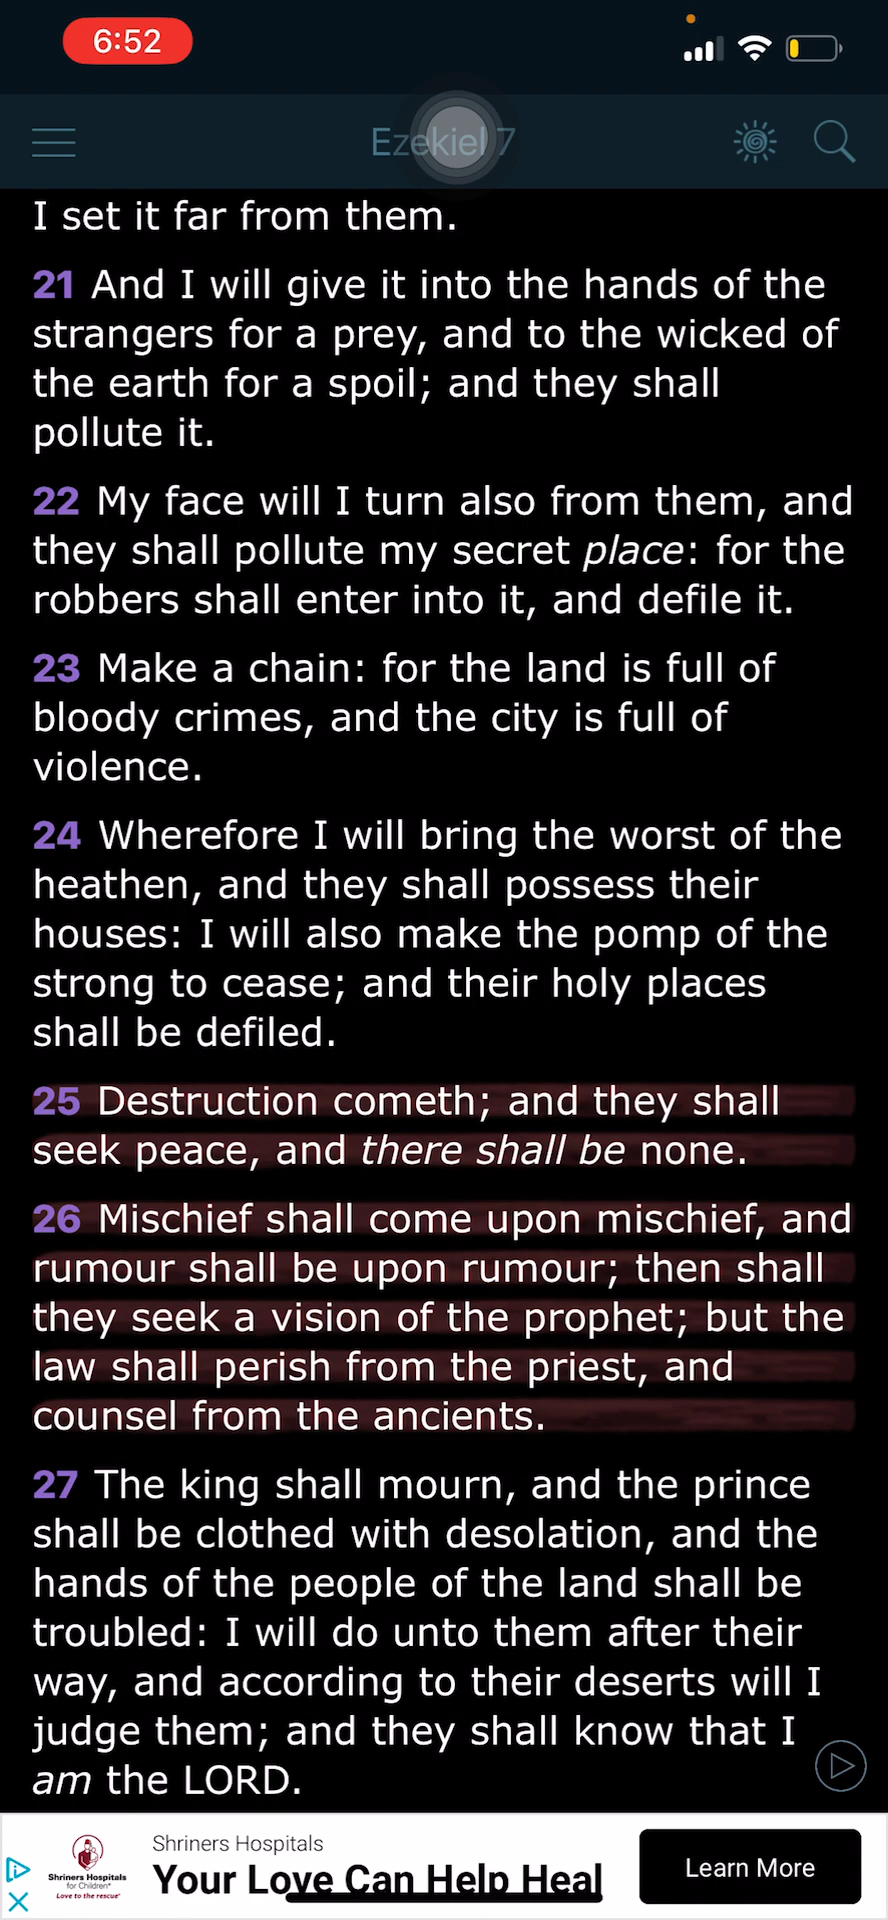 6:52
Ezekiel 7
I set it far from them.
21 And I will give it into the hands of the
strangers for a prey, and to the wicked of
the earth for a spoil; and they shall
pollute it.
22 My face will I turn also from them, and
they shall pollute my secret place: for the
robbers shall enter into it, and defile it.
23 Make a chain: for the land is full of
bloody crimes, and the city is full of
violence.
24 Wherefore I will bring the worst of the
heathen, and they shall possess their
houses: I will also make the pomp of the
strong to cease; and their holy places
shall be defiled.
25 Destruction cometh; and they shall
seek peace, and there shall be none.
26 Mischief shall come upon mischief, and
rumour shall be upon rumour; then shall
they seek a vision of the prophet; but the
law shall perish from the priest, and
counsel from the ancients.
27 The king shall mourn, and the prince
shall be clothed with desolation, and the
hands of the people of the land shall be
troubled: I will do unto them after their
way, and according to their deserts will I
judge them; and they shall know that I
am the LORD.
Shriners Hospitals
for Children®
Love to the rescue®
Shriners Hospitals
Your Love Can Help Heal
Learn More